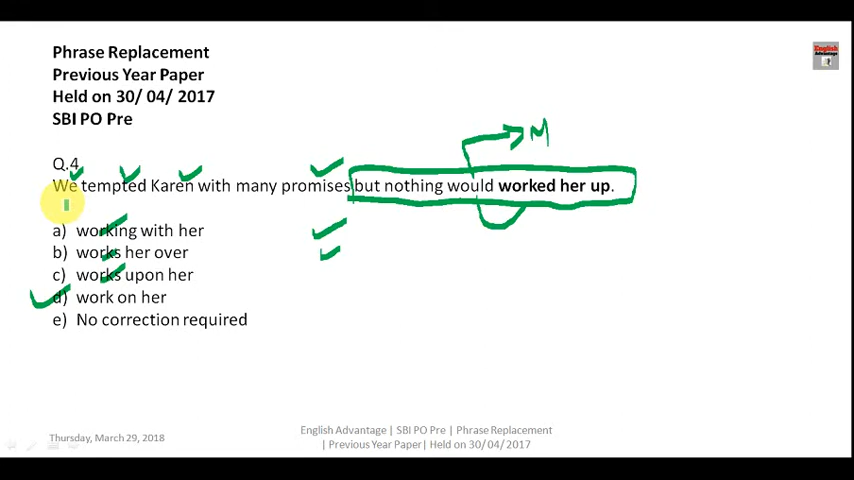 Phrase Replacement
Previous Year Paper
Held on 30/ 04/ 2017
SBI PO Pre
English
Advantage
M
Q.4
We tempted Karen with many promises but nothing would worked her up.
a) working with her
b) works her over
c) works upon her
d) work on her
e) No correction required
Thursday, March 29, 2018
English Advantage | SBI PO Pre | Phrase Replacement
| Previous Year Paper| Held on 30/ 04/ 2017